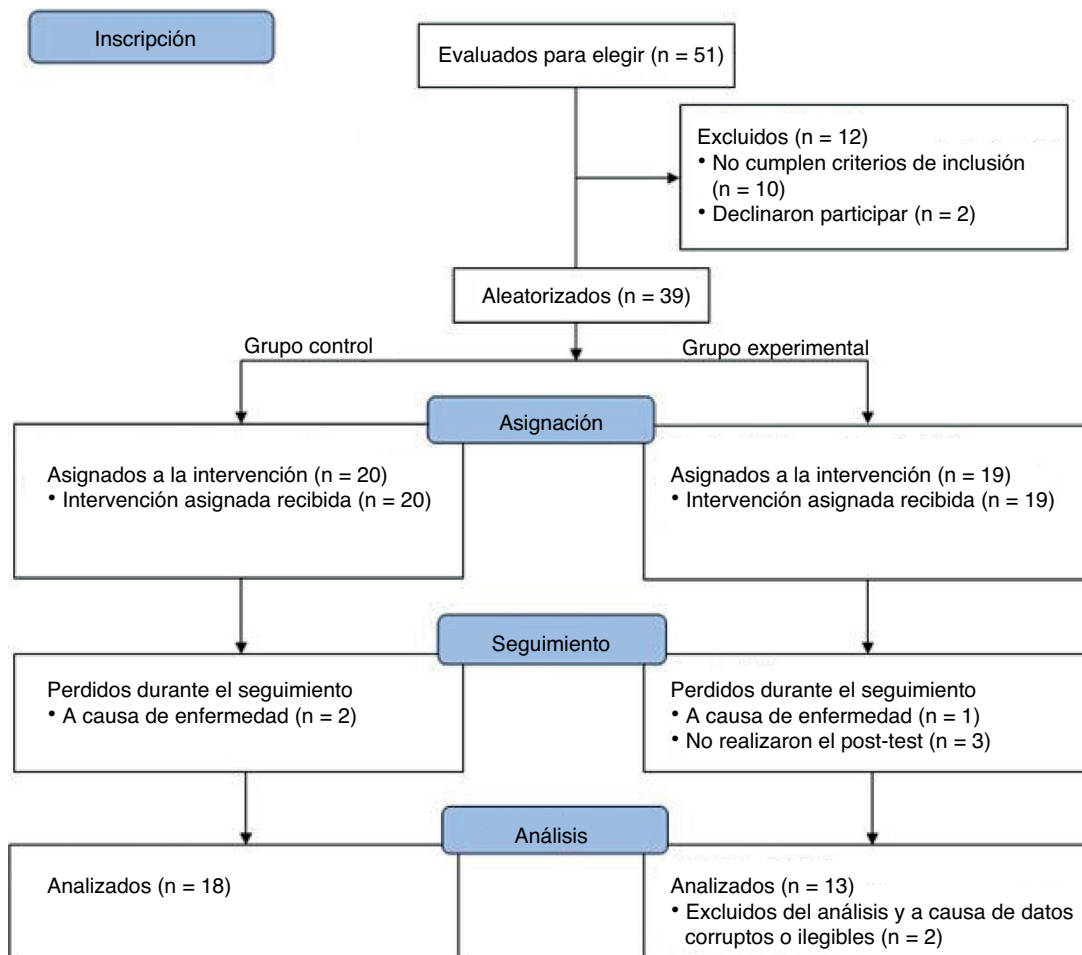 Inscripción
Evaluados para elegir (n = 51)
Excluidos (n = 12)
• No cumplen criterios de inclusión
(n = 10)
• Declinaron participar (n = 2)
Aleatorizados (n = 39)
Grupo control
Grupo experimental
Asignación
Asignados a la intervención (n = 20)
• Intervención asignada recibida (n = 20)
Asignados a la intervención (n = 19)
• Intervención asignada recibida (n = 19)
Seguimiento
Perdidos durante el seguimiento
• A causa de enfermedad (n = 2)
Perdidos durante el seguimiento
• A causa de enfermedad (n = 1)
• No realizaron el post-test (n = 3)
Análisis
Analizados (n = 18)
Analizados (n = 13)
• Excluidos del análisis y a causa de datos
corruptos o ilegibles (n = 2)